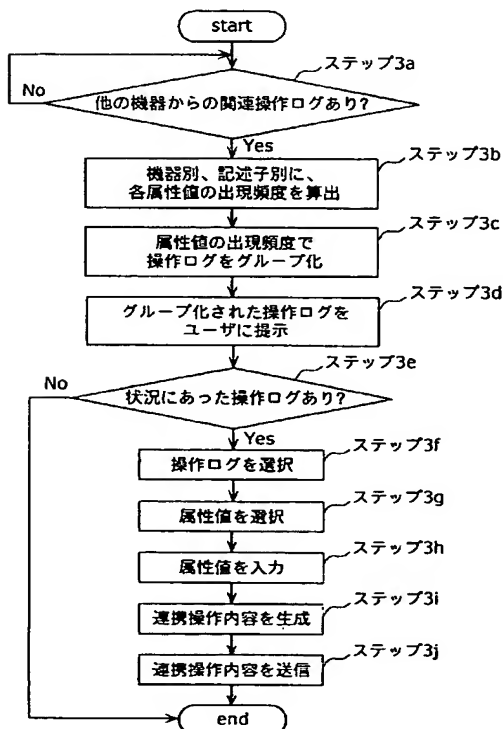 start
ステップ3a
No
他の機器からの関連操作ログあり?
Yes
ステップ3b
機器別、記述子別に、
各属性値の出現頻度を算出
ステップ3c
属性値の出現頻度で
操作ログをグループ化
ステップ3d
グループ化された操作ログを
ユーザに提示
ステップ3e
No
状況にあった操作ログあり?
Yes
ステップ3f
操作ログを選択
ステップ3g
属性値を選択
ステップ3h
属性値を入力
ステップ3i
連携操作内容を生成
ステップ3j
連携操作内容を送信
end